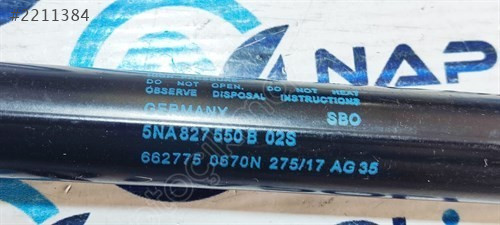 #2211384
NAP
DO NOT OPEN. DO NOT HEAT
OBSERVE DISPOSAL INSTRUCTIONS
GERMANY SBO
5NA 827 550 B 02S
662775 0670N 275/17 AG 35